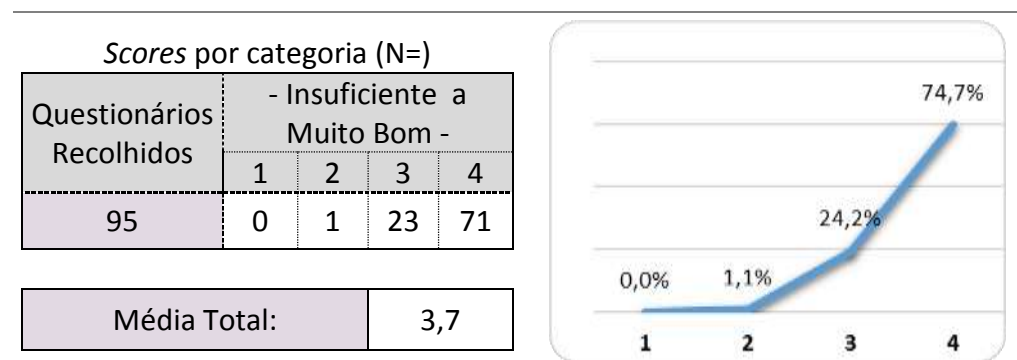 Scores por categoria (N=)
Questionários Recolhidos
- Insuficiente a
Muito Bom -
1 2 3 4
95 0 1 23 71
Média Total: 3,7
74,7%
24,2%
0,0% 1,1%
1 2 3 4